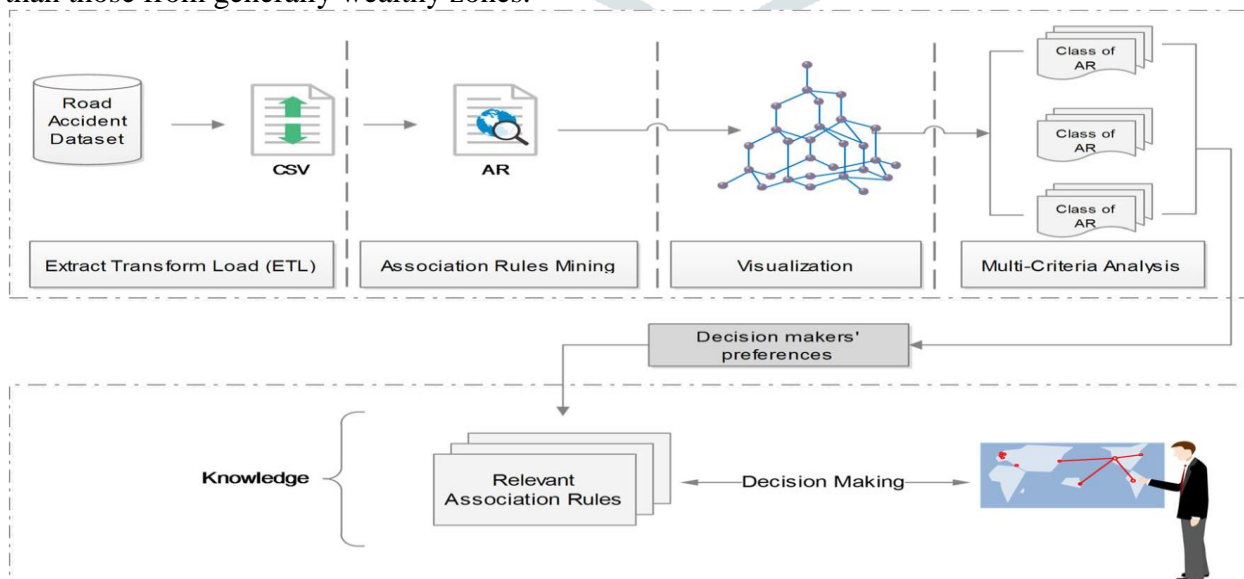 than those from generally wealthy zones.
Road
Accident
Dataset
CSV
AR
Class of
AR
Class of
AR
Class of
AR
Extract Transform Load (ETL)
Association Rules Mining
Visualization
Multi-Criteria Analysis
Decision makers'
preferences
Knowledge
Relevant
Association Rules
Decision Making